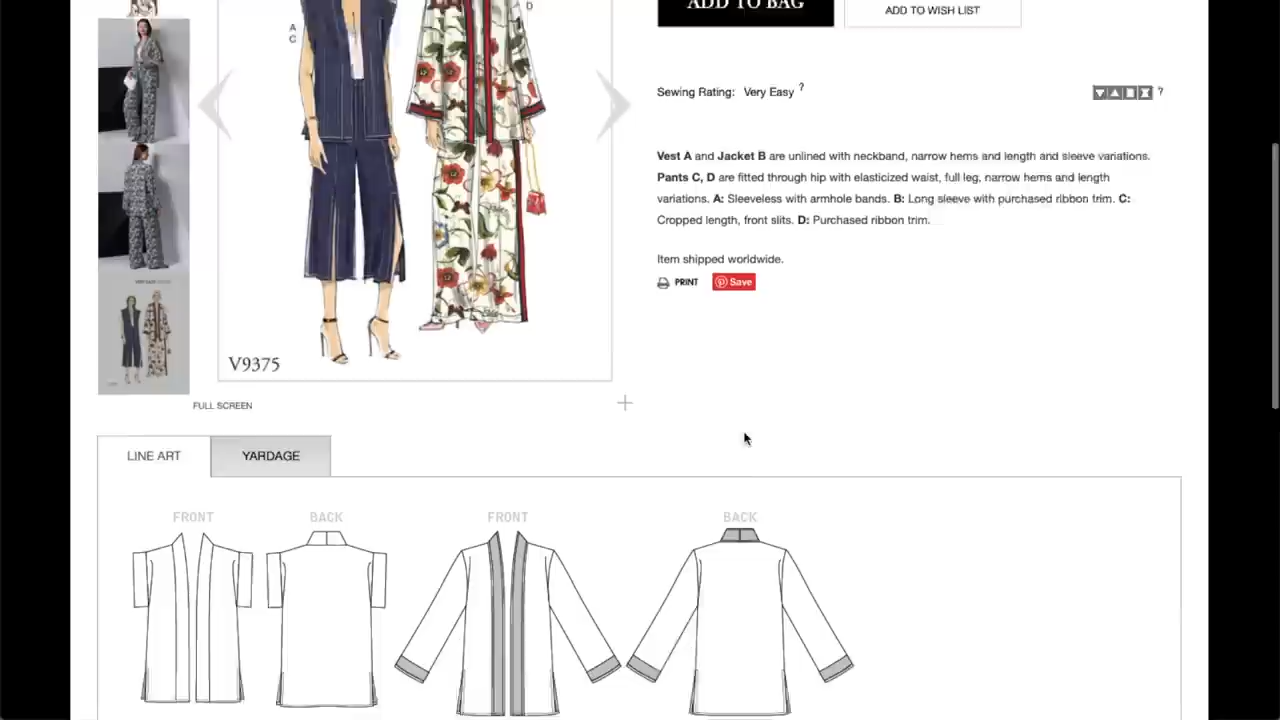 ADD TO BAG
ADD TO WISH LIST
D
A
C
Sewing Rating: Very Easy ?
?
Vest A and Jacket B are unlined with neckband, narrow hems and length and sleeve variations.
Pants C, D are fitted through hip with elasticized waist, full leg, narrow hems and length
variations. A: Sleeveless with armhole bands. B: Long sleeve with purchased ribbon trim. C:
Cropped length, front slits. D: Purchased ribbon trim.
Item shipped worldwide.
PRINT Save
V9375
FULL SCREEN
LINE ART YARDAGE
FRONT BACK FRONT BACK